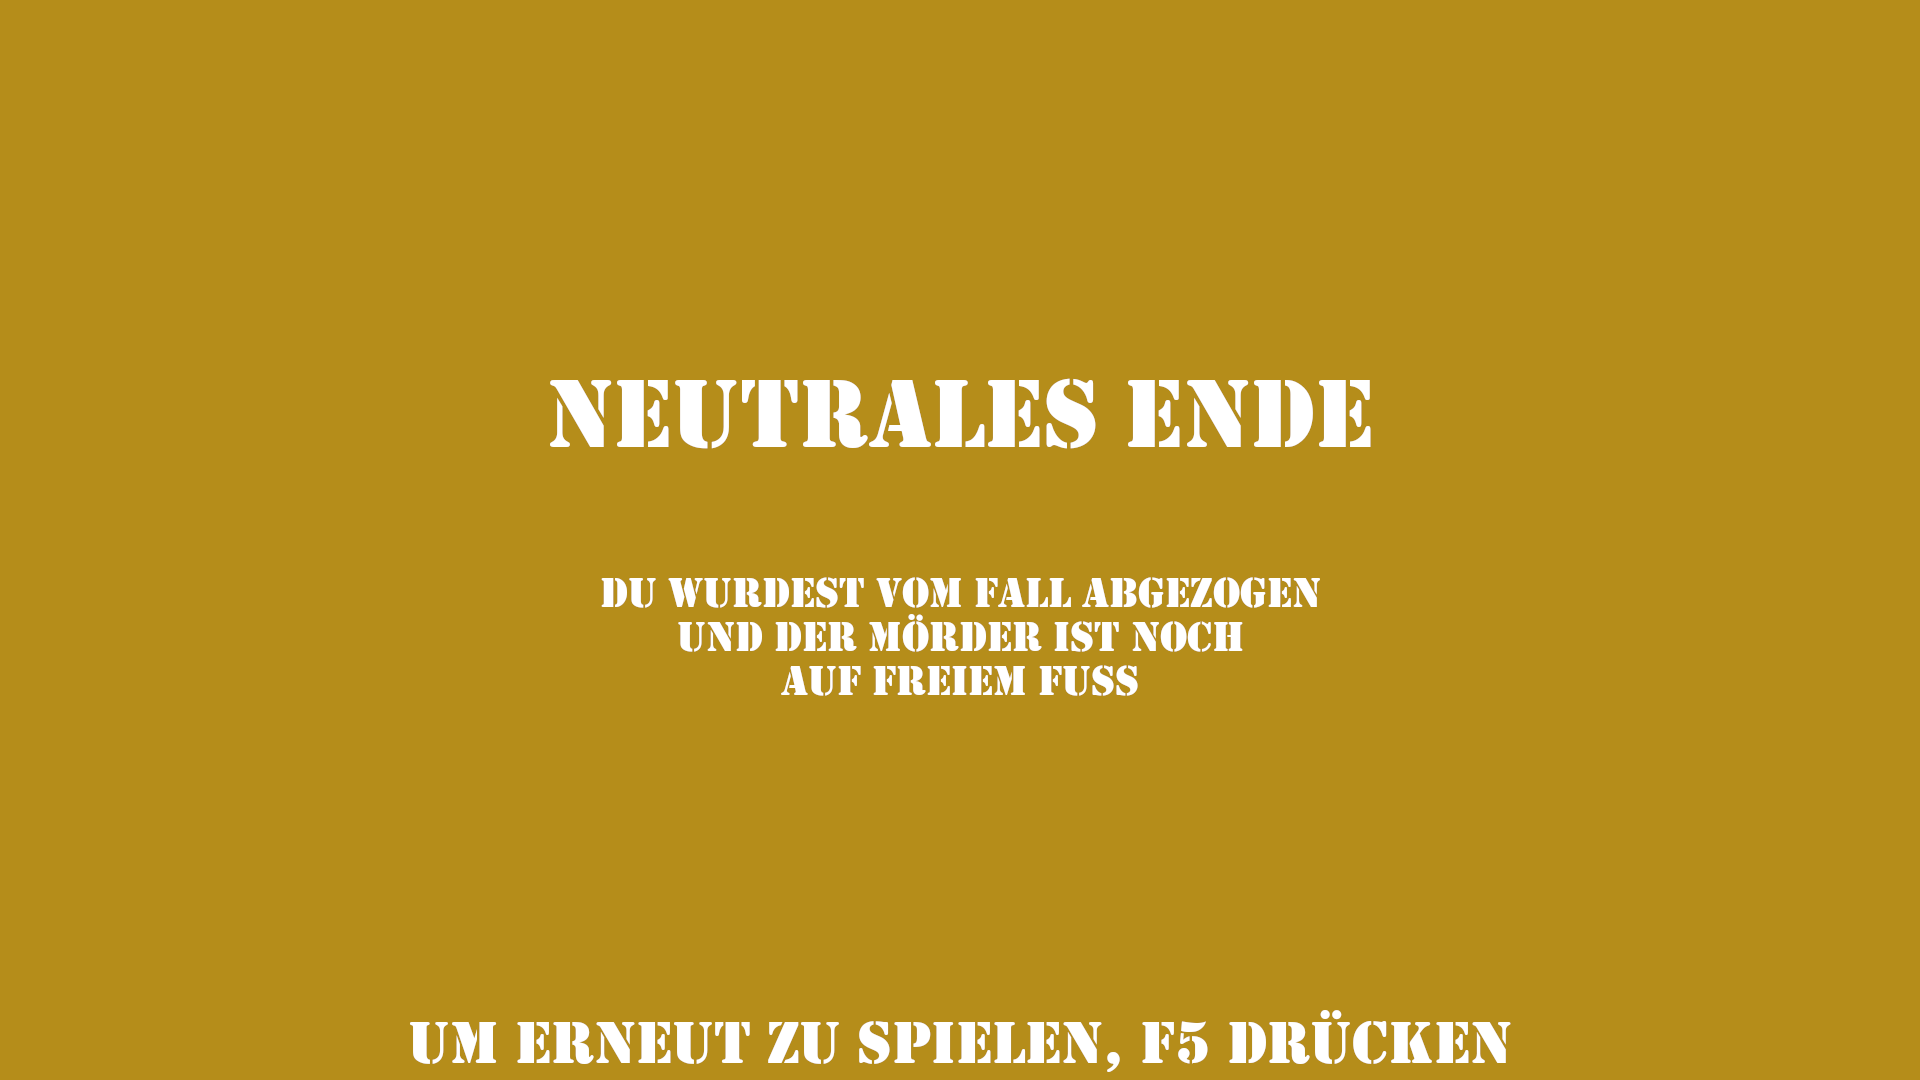 NEUTRALES ENDE
DU WURDEST VOM FALL ABGEZOGEN
UND DER MÖRDER IST NOCH
AUF FREIEM FUSS
UM ERNEUT ZU SPIELEN, F5 DRÜCKEN